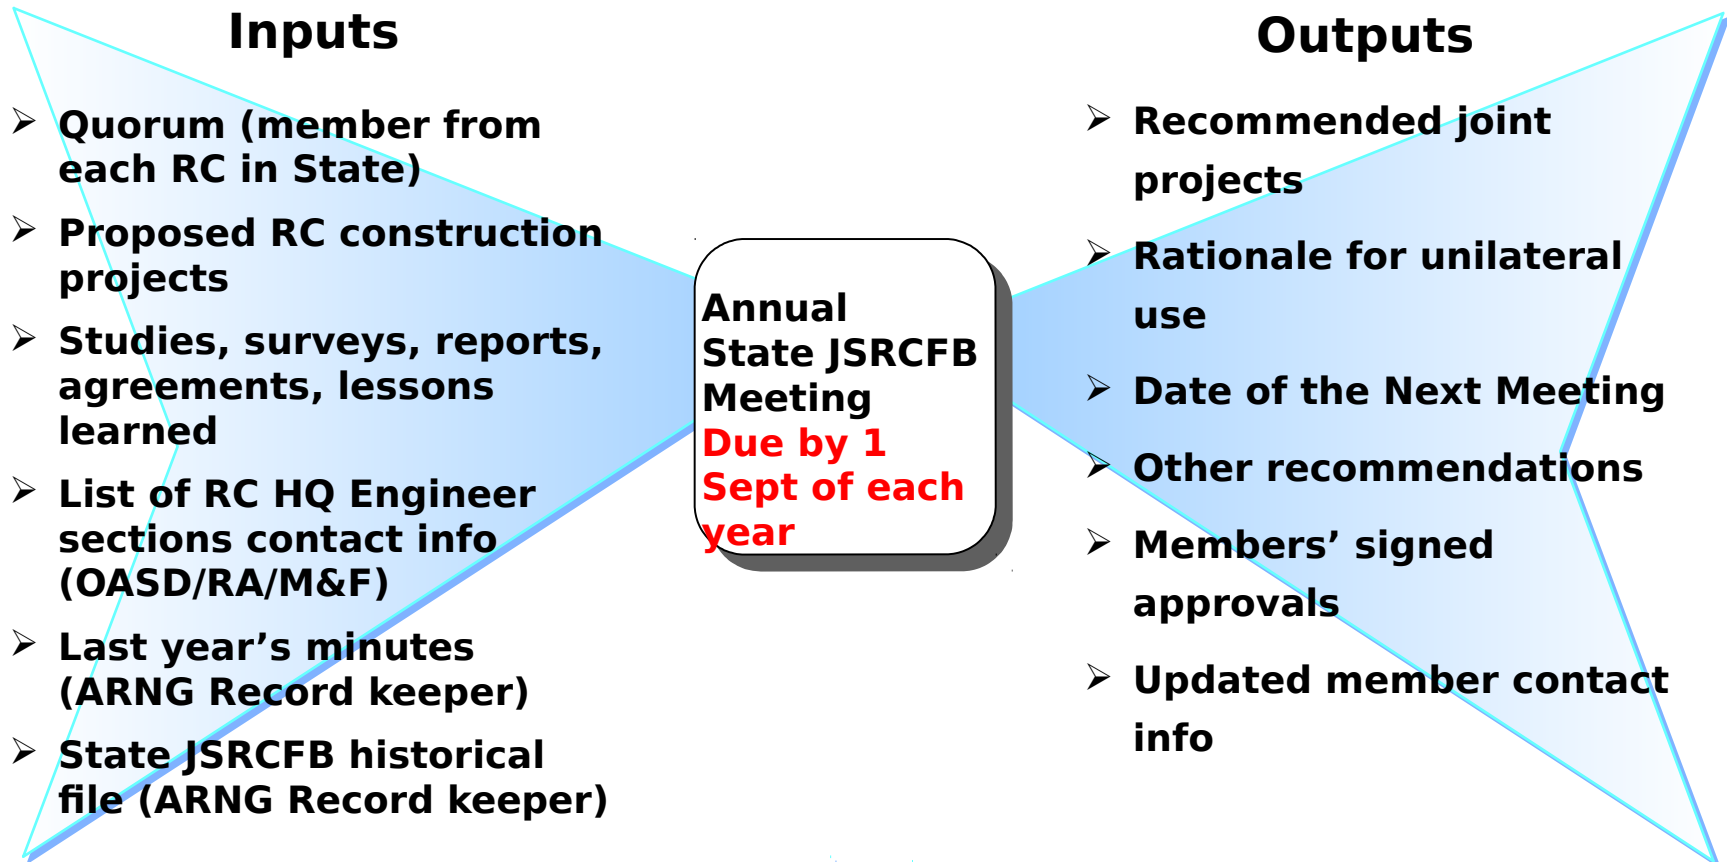 Inputs
Quorum (member from
each RC in State)
Proposed RC construction
projects
Studies, surveys, reports,
agreements, lessons
learned
List of RC HQ Engineer
sections contact info
(OASD/RA/M&F)
Last year’s minutes
(ARNG Record keeper)
State JSRCFB historical
file (ARNG Record keeper)
Annual
State JSRCFB
Meeting
Due by 1
Sept of each
year
Outputs
Recommended joint
projects
Rationale for unilateral
use
Date of the Next Meeting
Other recommendations
Members’ signed
approvals
Updated member contact
info